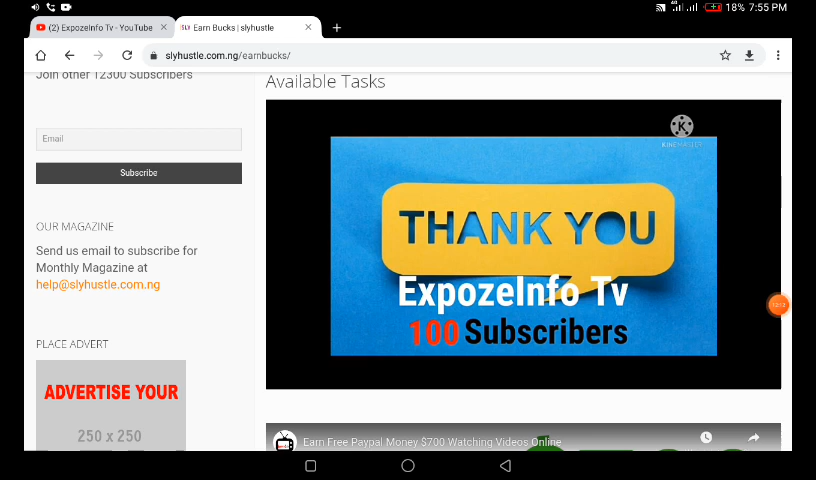 4G
18% 7:55 PM
(2) ExpozeInfo Tv - YouTube
Earn Bucks | slyhustle
slyhustle.com.ng/earnbucks/
Join other 12300 Subscribers
Available Tasks
Email
Subscribe
K
KINEMASTER
THANK YOU
ExpozeInfo Tv
100 Subscribers
OUR MAGAZINE
Send us email to subscribe for
Monthly Magazine at
help@slyhustle.com.ng
PLACE ADVERT
ADVERTISE YOUR
250 x 250
Earn Free Paypal Money $700 Watching Videos Online